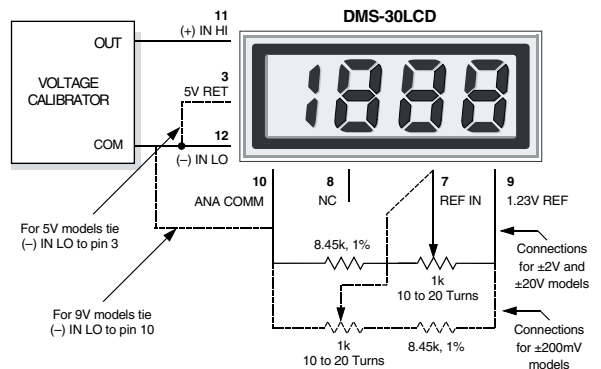 DMS-30LCD
11
(+) IN HI
OUT
3
5V RET
VOLTAGE
CALIBRATOR
1888
12
COM
(–) IN LO
10
ANA COMM
8
NC
7
REF IN
9
1.23V REF
For 5V models tie
(–) IN LO to pin 3
8.45k, 1%
1k
10 to 20 Turns
Connections
for ±2V and
±20V models
For 9V models tie
(–) IN LO to pin 10
1k
10 to 20 Turns
8.45k, 1%
Connections
for ±200mV
models